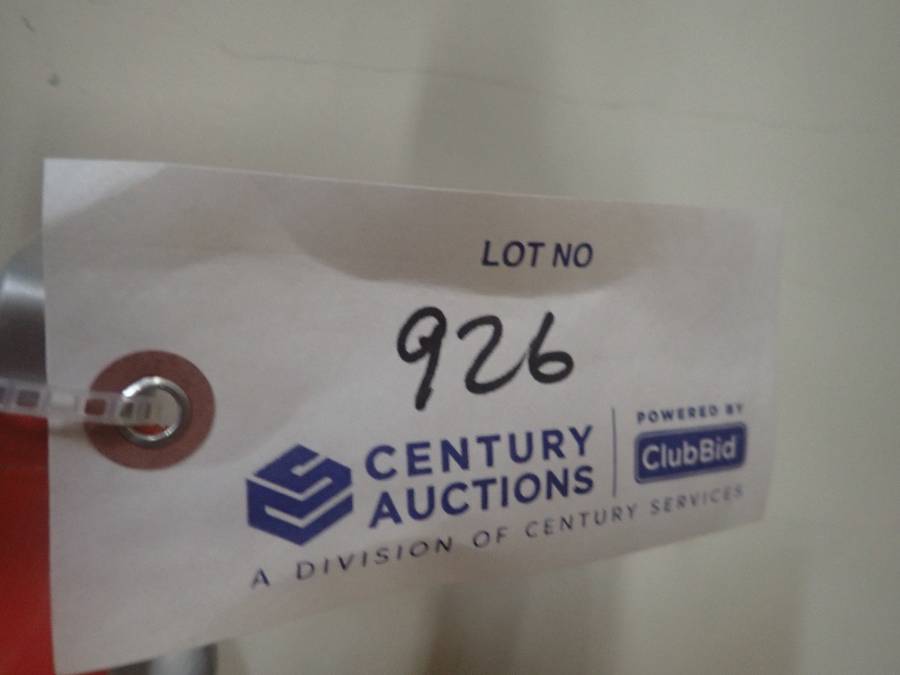 LOT NO
926
CENTURY
AUCTIONS
POWERED BY
ClubBid
A DIVISION OF CENTURY SERVICES